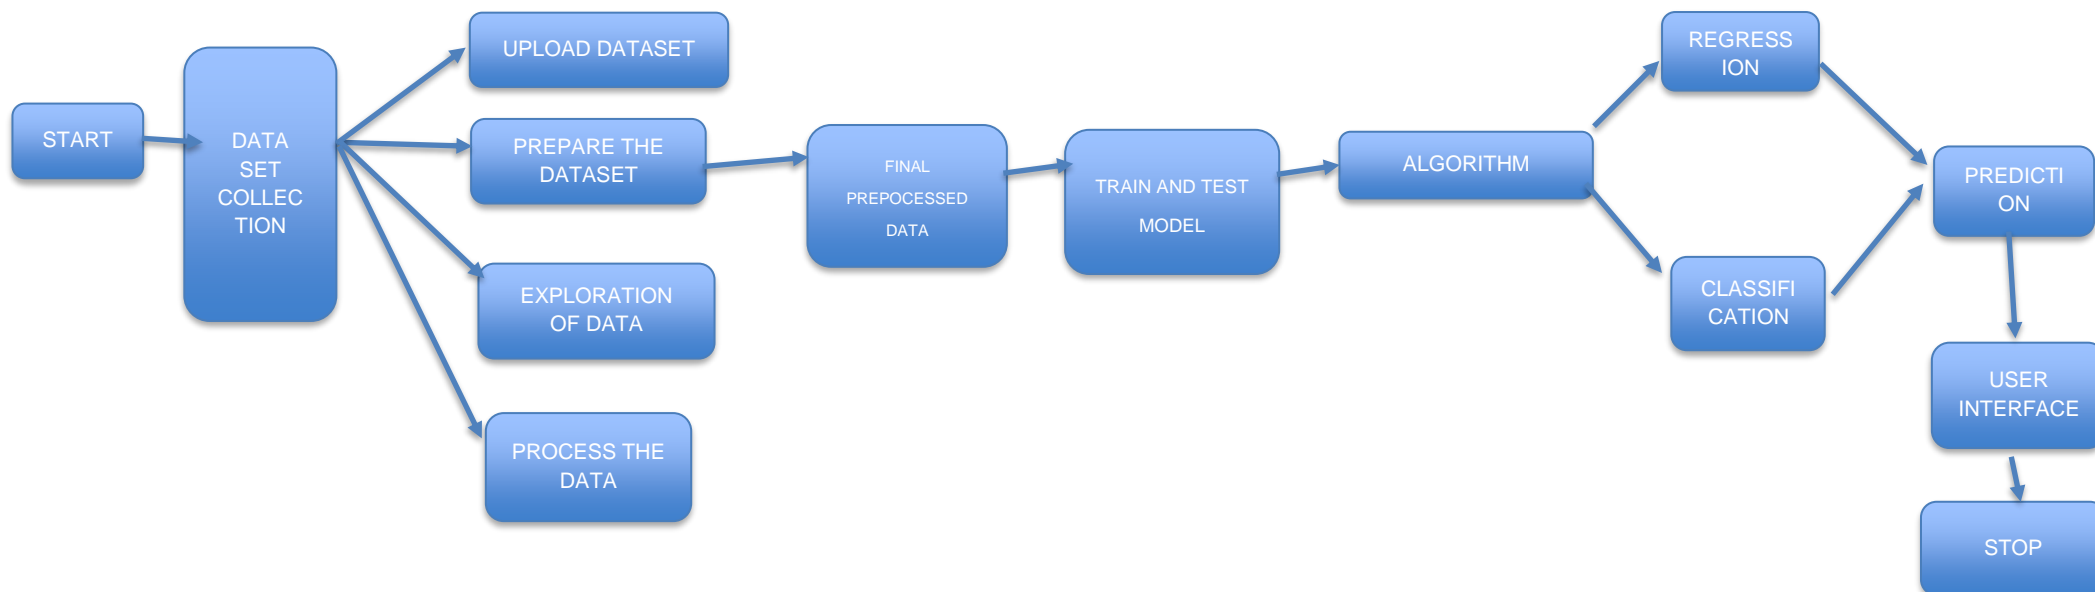 START
DATA
SET
COLLEC
TION
UPLOAD DATASET
PREPARE THE
DATASET
EXPLORATION
OF DATA
PROCESS THE
DATA
FINAL
PREPOCESSED
DATA
TRAIN AND TEST
MODEL
ALGORITHM
REGRESS
ION
CLASSIFI
CATION
PREDICTI
ON
USER
INTERFACE
STOP